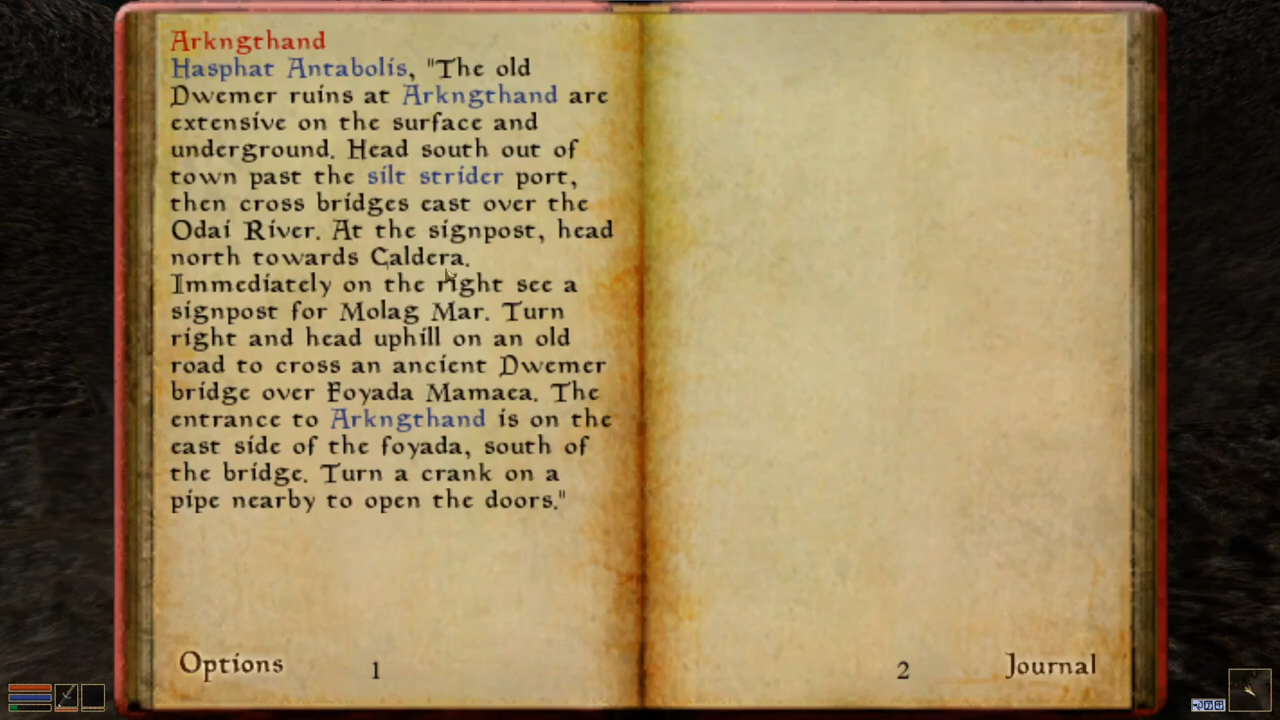 Arkngthand
Hasphat Antabolis, "The old
Dwemer ruins at Arkngthand are
extensive on the surface and
underground. Head south out of
town past the silt strider port,
then cross bridges east over the
Odai River. At the signpost, head
north towards Caldera.
Immediately on the right see a
signpost for Molag Mar. Turn
right and head uphill on an old
road to cross an ancient Dwemer
bridge over Foyada Mamaea. The
entrance to Arkngthand is on the
east side of the foyada, south of
the bridge. Turn a crank on a
pipe nearby to open the doors."
Options 1
2 Journal